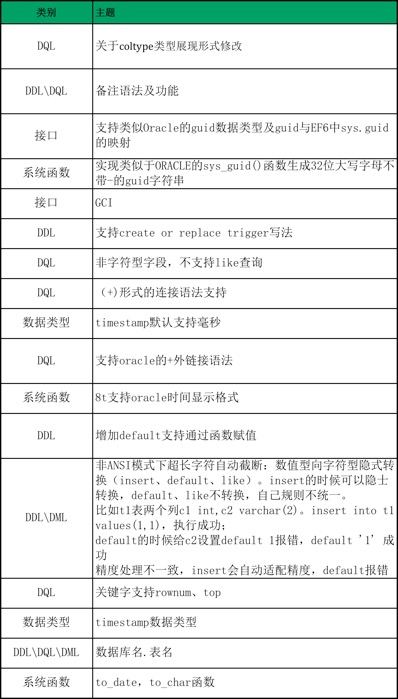 类别 主题
DQL 关于coltype类型展现形式修改
DDL\DQL 备注语法及功能
接口 支持类似Oracle的guid数据类型及guid与EF6中sys.guid
的映射
系统函数 实现类似于ORACLE的sys_guid()函数生成32位大写字母不
带-的guid字符串
接口 GCI
DDL 支持create or replace trigger写法
DQL 非字符型字段，不支持like查询
DQL （+)形式的连接语法支持
数据类型 timestamp默认支持毫秒
DQL 支持oracle的+外链接语法
系统函数 8t支持oracle时间显示格式
DDL 增加default支持通过函数赋值
DDL\DML 非ANSI模式下超长字符自动截断：数值型向字符型隐式转
换（insert、default、like）。insert的时候可以隐士
转换，default、like不转换，自己规则不统一。
比如t1表两个列c1 int,c2 varchar(2)。insert into t1
values(1,1)，执行成功；
default的时候给c2设置default 1报错，default '1' 成
功
精度处理不一致，insert会自动适配精度，default报错
DQL 关键字支持rownum、top
数据类型 timestamp数据类型
DDL\DQL\DML 数据库名.表名
系统函数 to_date，to_char函数